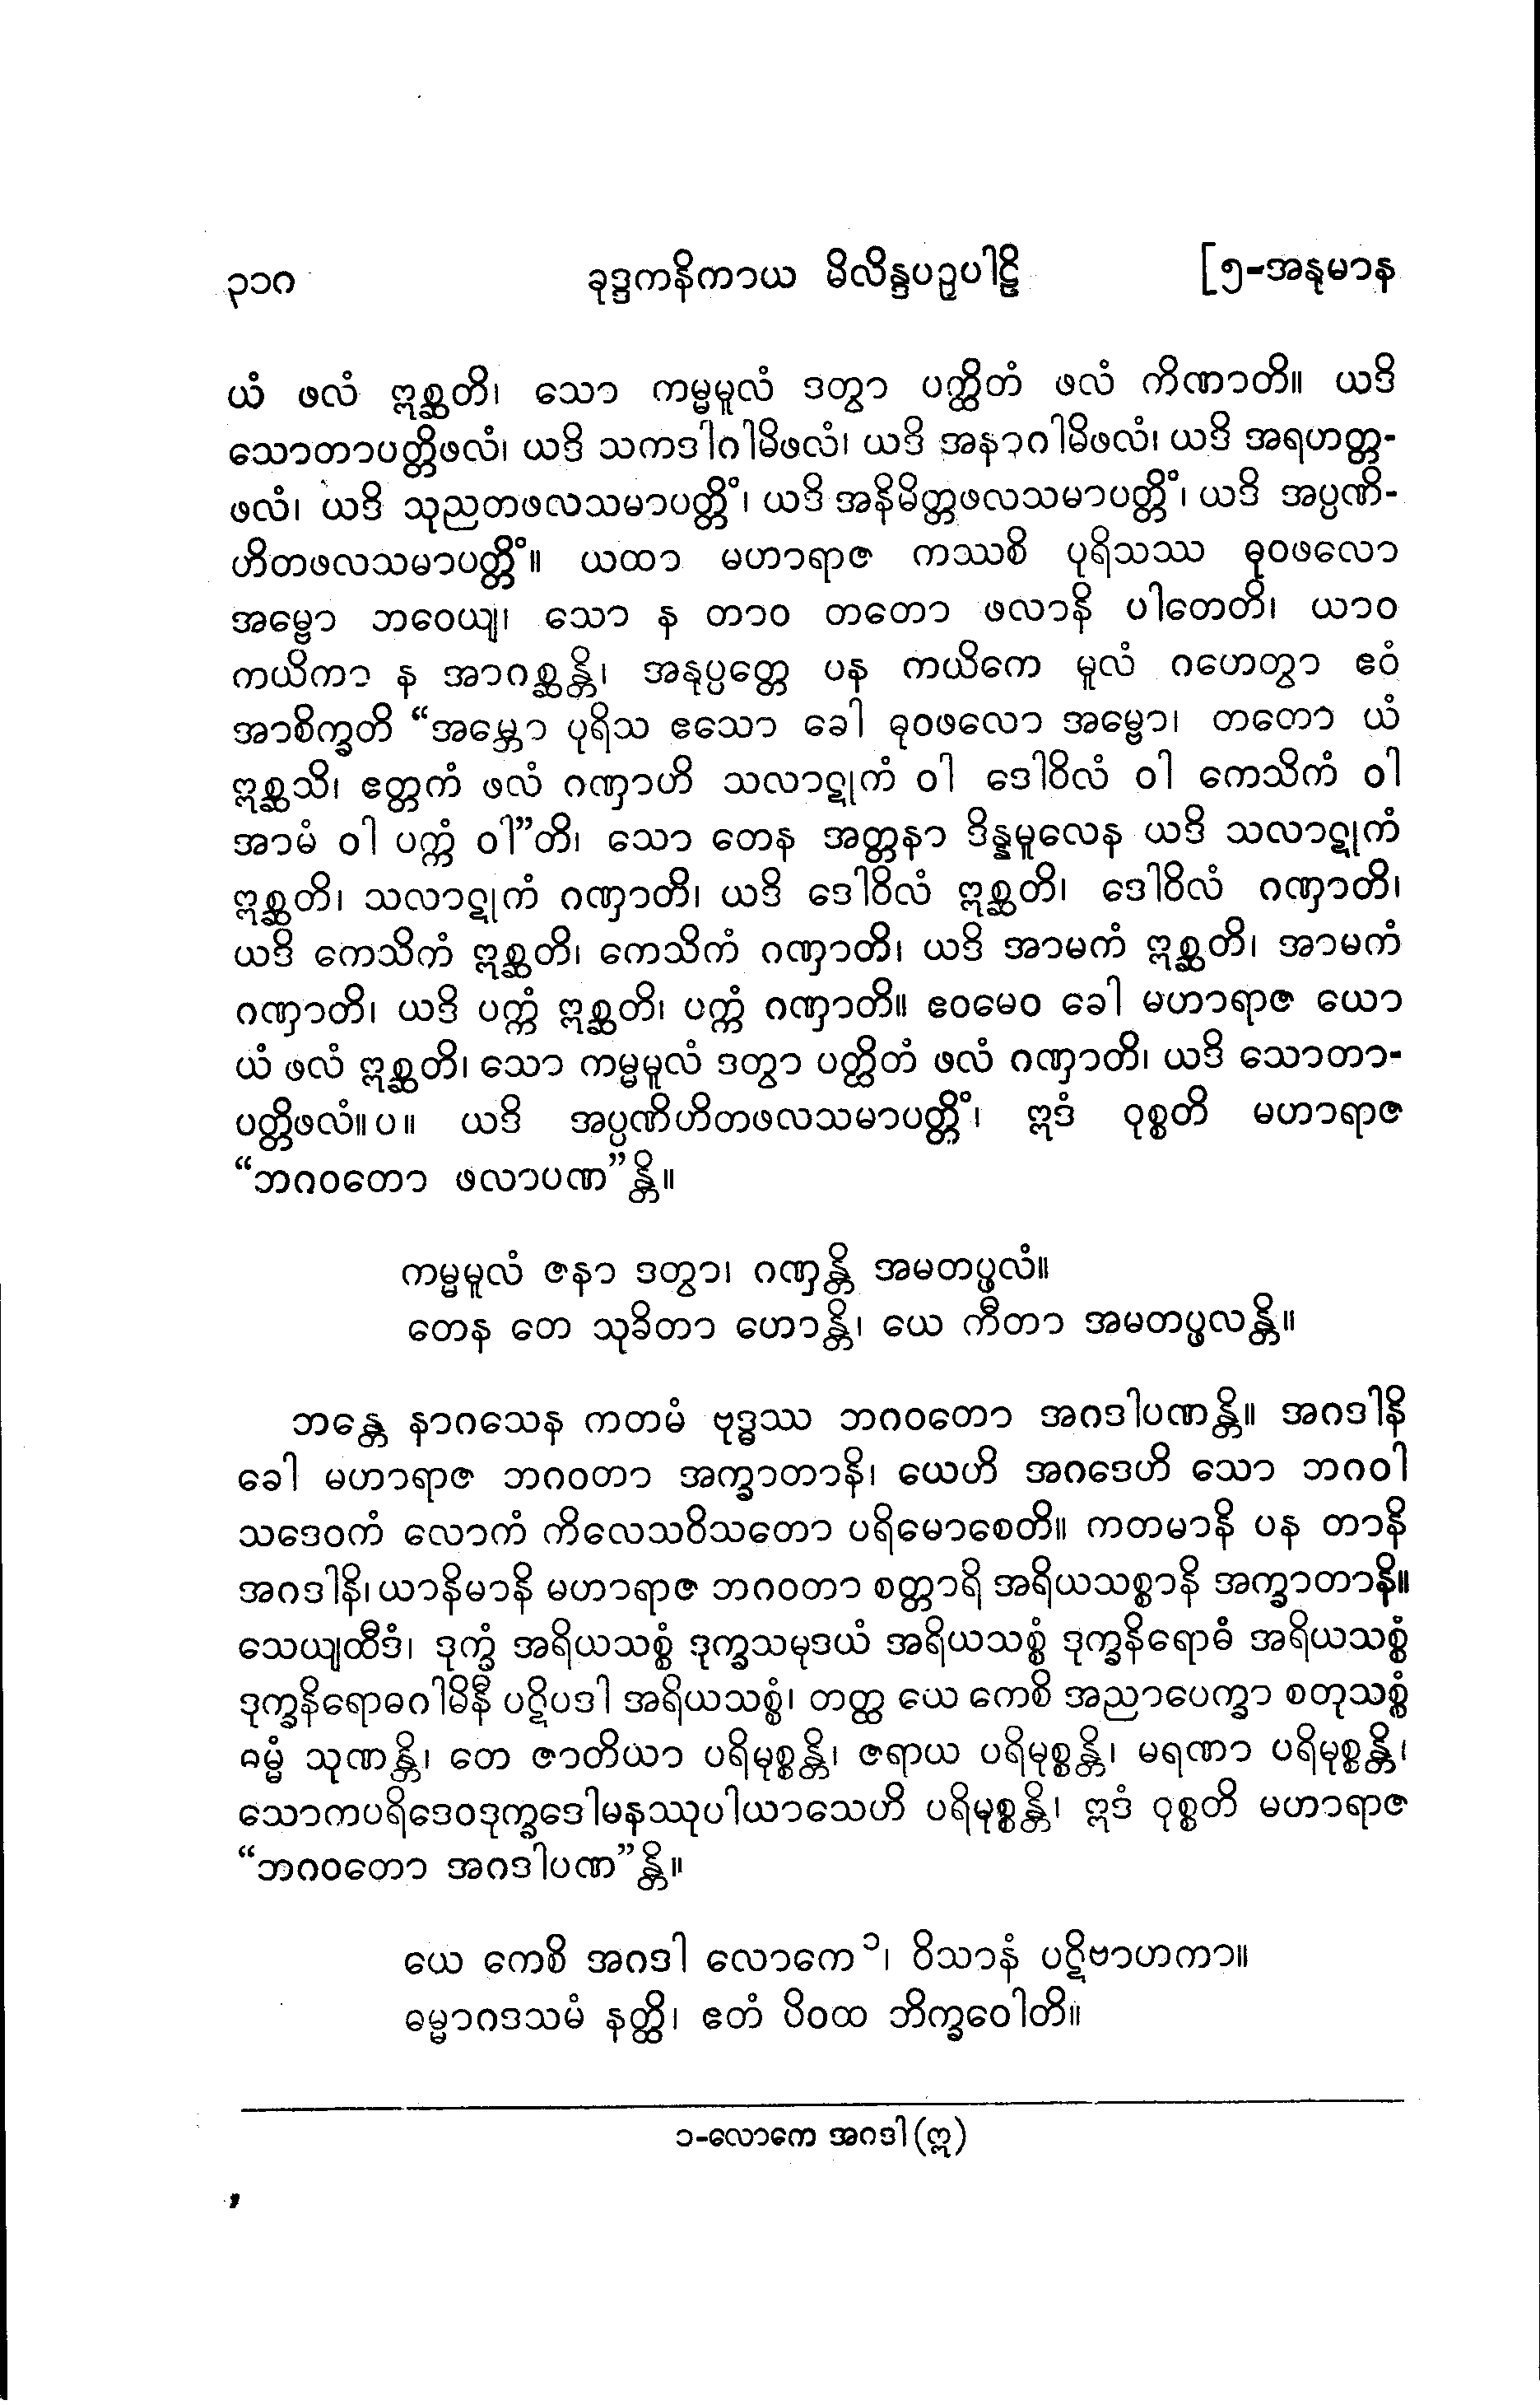 ၃၁၈ ခုဒ္ဒကနိကာယ မိလိန္ဒပဉှပါဠိ [၅-အနုမာန
ယံ ဖလံ ဣစ္ဆတိ၊ သော ကမ္မမူလံ ဒတွာ ပတ္ထိတံ ဖလံ ကိဏာတိ။ ယဒိ
သောတာပတ္တိဖလံ၊ ယဒိ သကဒါဂါမိဖလံ၊ ယဒိ အနာဂါမိဖလံ၊ ယဒိ အရဟတ္တ-
ဖလံ၊ ယဒိ သုညတဖလသမာပတ္တိံ၊ ယဒိ အနိမိတ္တဖလသမာပတ္တိံ၊ ယဒိ အပ္ပဏိ-
ဟိတဖလသမာပတ္တိံ။ ယထာ မဟာရာဇ ကဿစိ ပုရိသဿ ဓုဝဖလော
အမ္ဗော ဘဝေယျ၊ သော န တာဝ တတော ဖလာနိ ပါတေတိ၊ ယာဝ
ကယိကာ န အာဂစ္ဆန္တိ၊ အနုပ္ပတ္တေ ပန ကယိကေ မူလံ ဂဟေတွာ ဧဝံ
အာစိက္ခတိ “အမ္ဘော ပုရိသ ဧသော ခေါ ဓုဝဖလော အမ္ဗော၊ တတော ယံ
ဣစ္ဆသိ၊ ဧတ္တကံ ဖလံ ဂဏှာဟိ သလာဋုကံ ဝါ ဒေါဝိလံ ဝါ ကေသိကံ ဝါ
အာမံ ဝါ ပက္ကံ ဝါ”တိ၊ သော တေန အတ္တနာ ဒိန္နမူလေန ယဒိ သလာဋုကံ
ဣစ္ဆတိ၊ သလာဋုကံ ဂဏှာတိ၊ ယဒိ ဒေါဝိလံ ဣစ္ဆတိ၊ ဒေါဝိလံ ဂဏှာတိ၊
ယဒိ ကေသိကံ ဣစ္ဆတိ၊ ကေသိကံ ဂဏှာတိ၊ ယဒိ အာမကံ ဣစ္ဆတိ၊ အာမကံ
ဂဏှာတိ၊ ယဒိ ပက္ကံ ဣစ္ဆတိ၊ ပက္ကံ ဂဏှာတိ။ ဧဝမေဝ ခေါ မဟာရာဇ ယော
ယံ ဖလံ ဣစ္ဆတိ၊ သော ကမ္မမူလံ ဒတွာ ပတ္ထိတံ ဖလံ ဂဏှာတိ၊ ယဒိ သောတာ-
ပတ္တိဖလံ။ပ။ ယဒိ အပ္ပဏိဟိတဖလသမာပတ္တိံ၊ ဣဒံ ဝုစ္စတိ မဟာရာဇ
“ဘဂဝတော ဖလာပဏ”န္တိ။
ကမ္မမူလံ ဇနာ ဒတွာ၊ ဂဏှန္တိ အမတပ္ဖလံ။
တေန တေ သုခိတာ ဟောန္တိ၊ ယေ ကီတာ အမတပ္ဖလန္တိ။
ဘန္တေ နာဂသေန ကတမံ ဗုဒ္ဓဿ ဘဂဝတော အဂဒါပဏန္တိ။ အဂဒါနိ
ခေါ မဟာရာဇ ဘဂဝတာ အက္ခာတာနိ၊ ယေဟိ အဂဒေဟိ သော ဘဂဝါ
သဒေဝကံ လောကံ ကိလေသဝိသတော ပရိမောစေတိ။ ကတမာနိ ပန တာနိ
အဂဒါနိ၊ ယာနိမာနိ မဟာရာဇ ဘဂဝတာ စတ္တာရိ အရိယသစ္စာနိ အက္ခာတာနိ။
သေယျထိဒံ၊ ဒုက္ခံ အရိယသစ္စံ ဒုက္ခသမုဒယံ အရိယသစ္စံ ဒုက္ခနိရောဓံ အရိယသစ္စံ
ဒုက္ခနိရောဓဂါမိနီ ပဋိပဒါ အရိယသစ္စံ၊ တတ္ထ ယေ ကေစိ အညာပေက္ခာ စတုသစ္စံ
ဓမ္မံ သုဏန္တိ၊ တေ ဇာတိယာ ပရိမုစ္စန္တိ၊ ဇရာယ ပရိမုစ္စန္တိ၊ မရဏာ ပရိမုစ္စန္တိ၊
သောကပရိဒေဝဒုက္ခဒေါမနဿုပါယာသေဟိ ပရိမုစ္စန္တိ၊ ဣဒံ ဝုစ္စတိ မဟာရာဇ
“ဘဂဝတော အဂဒါပဏ”န္တိ။
ယေ ကေစိ အဂဒါ လောကေ ၁၊ ဝိသာနံ ပဋိဗာဟကာ။
ဓမ္မာဂဒသမံ နတ္ထိ၊ ဧတံ ပိဝထ ဘိက္ခဝေါတိ။
၁-လောကေ အဂဒါ (ဣ)